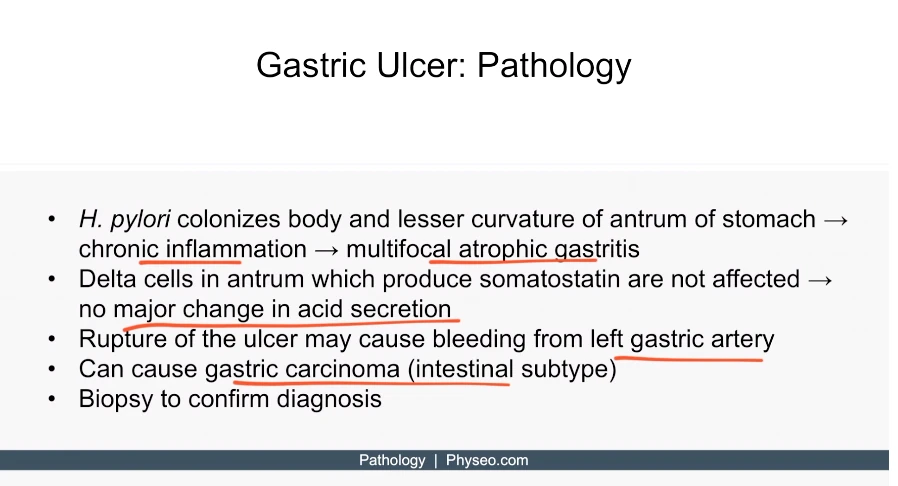 Gastric Ulcer: Pathology
• H. pylori colonizes body and lesser curvature of antrum of stomach →
chronic inflammation → multifocal atrophic gastritis
• Delta cells in antrum which produce somatostatin are not affected →
no major change in acid secretion
• Rupture of the ulcer may cause bleeding from left gastric artery
• Can cause gastric carcinoma (intestinal subtype)
• Biopsy to confirm diagnosis
Pathology | Physeo.com